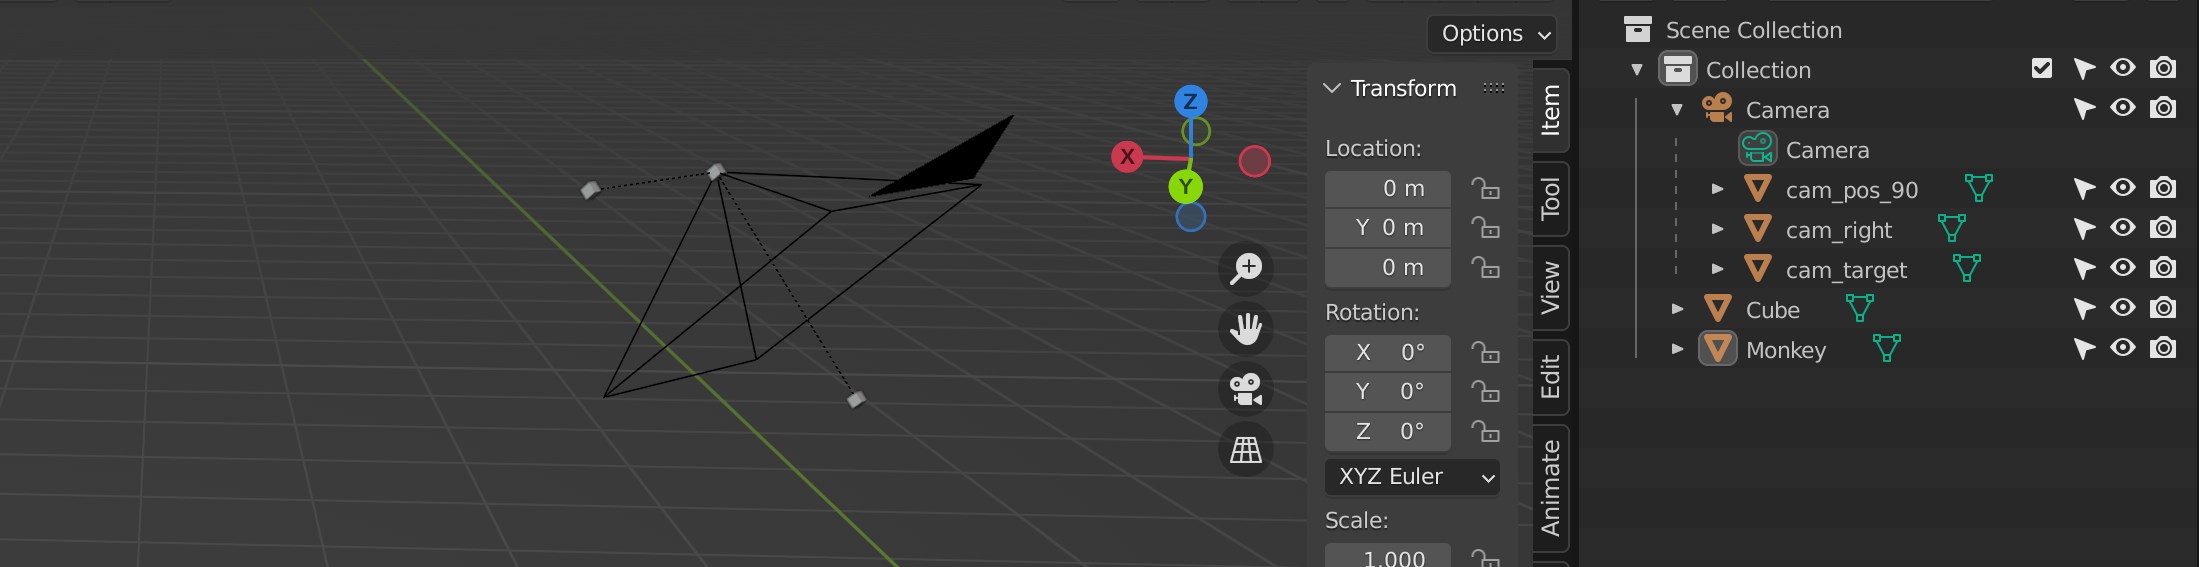 Options
Z
X
Y
Transform
Location:
0 m
Y 0 m
0 m
Rotation:
X 0°
Y 0°
Z 0°
XYZ Euler
Scale:
1.000
Item
Tool
View
Edit
Animate
Scene Collection
Collection
Camera
Camera
cam_pos_90
cam_right
cam_target
Cube
Monkey